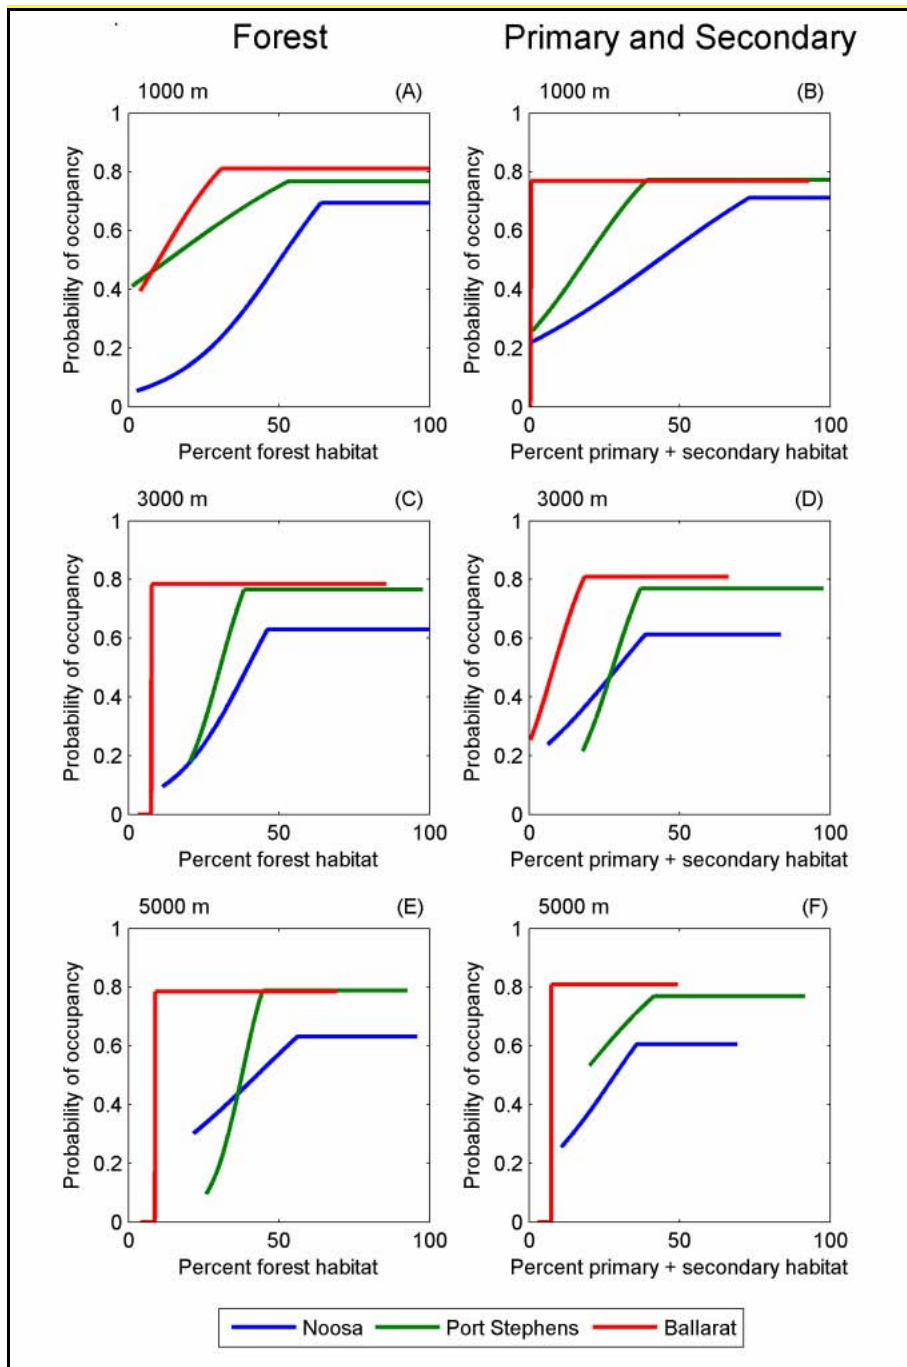 Forest
Primary and Secondary
1000 m (A)
1
0.8
0.6
0.4
0.2
0
0 50 100
Probability of occupancy
Percent forest habitat
1000 m (B)
1
0.8
0.6
0.4
0.2
0
0 50 100
Probability of occupancy
Percent primary + secondary habitat
3000 m (C)
1
0.8
0.6
0.4
0.2
0
0 50 100
Probability of occupancy
Percent forest habitat
3000 m (D)
1
0.8
0.6
0.4
0.2
0
0 50 100
Probability of occupancy
Percent primary + secondary habitat
5000 m (E)
1
0.8
0.6
0.4
0.2
0
0 50 100
Probability of occupancy
Percent forest habitat
5000 m (F)
1
0.8
0.6
0.4
0.2
0
0 50 100
Probability of occupancy
Percent primary + secondary habitat
Noosa Port Stephens Ballarat